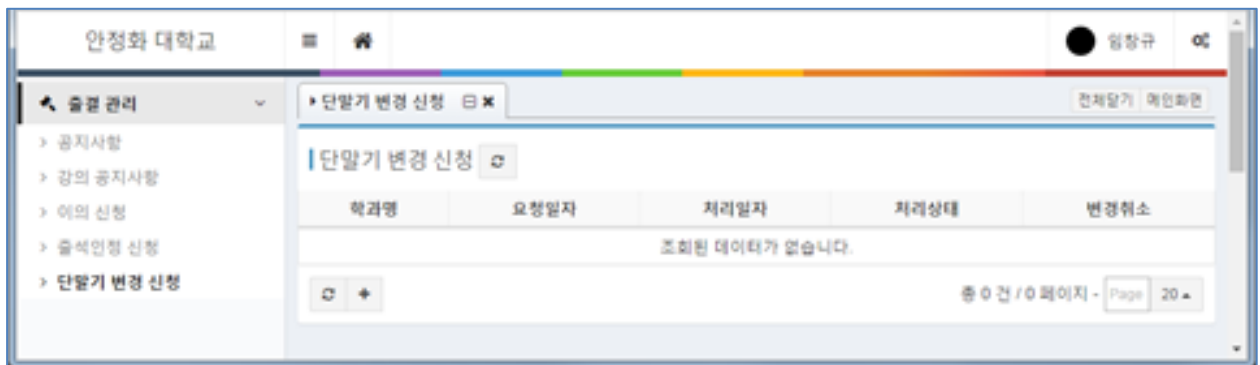 안정화 대학교
임창규
출결 관리
단말기 변경 신청
전체닫기 메인화면
공지사항
강의 공지사항
이의 신청
출석인정 신청
단말기 변경 신청
단말기 변경 신청
학과명 요청일자 처리일자 처리상태 변경취소
조회된 데이터가 없습니다.
총 0 건 / 0 페이지 - Page 20